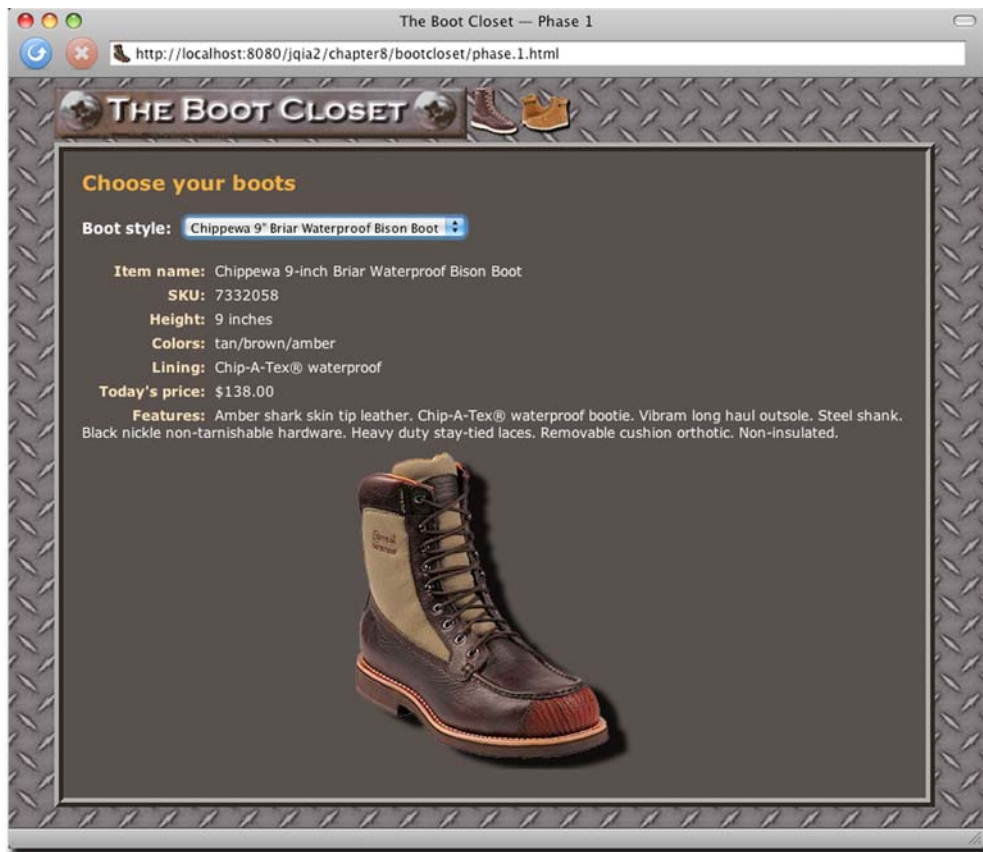 The Boot Closet — Phase 1
http://localhost:8080/jqia2/chapter8/bootcloset/phase.1.html
THE BOOT CLOSET
Choose your boots
Boot style: Chippewa 9" Briar Waterproof Bison Boot
Item name: Chippewa 9-inch Briar Waterproof Bison Boot
SKU: 7332058
Height: 9 inches
Colors: tan/brown/amber
Lining: Chip-A-Tex® waterproof
Today's price: $138.00
Features: Amber shark skin tip leather. Chip-A-Tex® waterproof bootie. Vibram long haul outsole. Steel shank.
Black nickle non-tarnishable hardware. Heavy duty stay-tied laces. Removable cushion orthotic. Non-insulated.